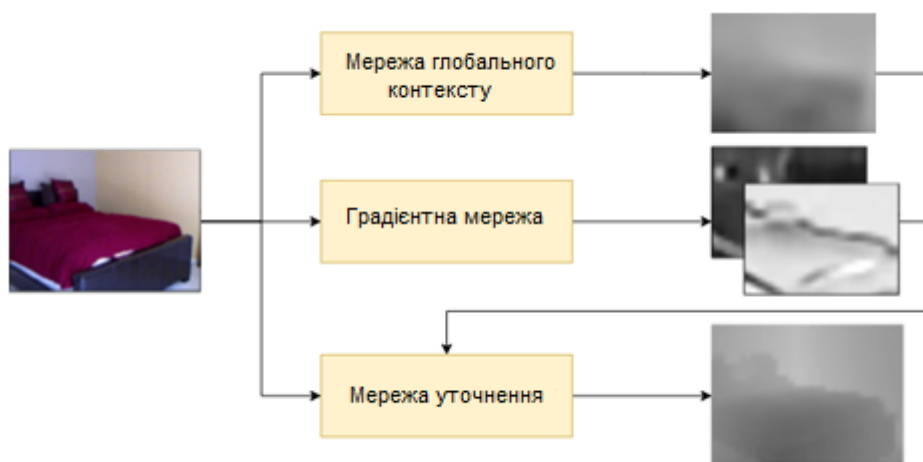 Мережа глобального
контексту
Градієнтна мережа
Мережа уточнення